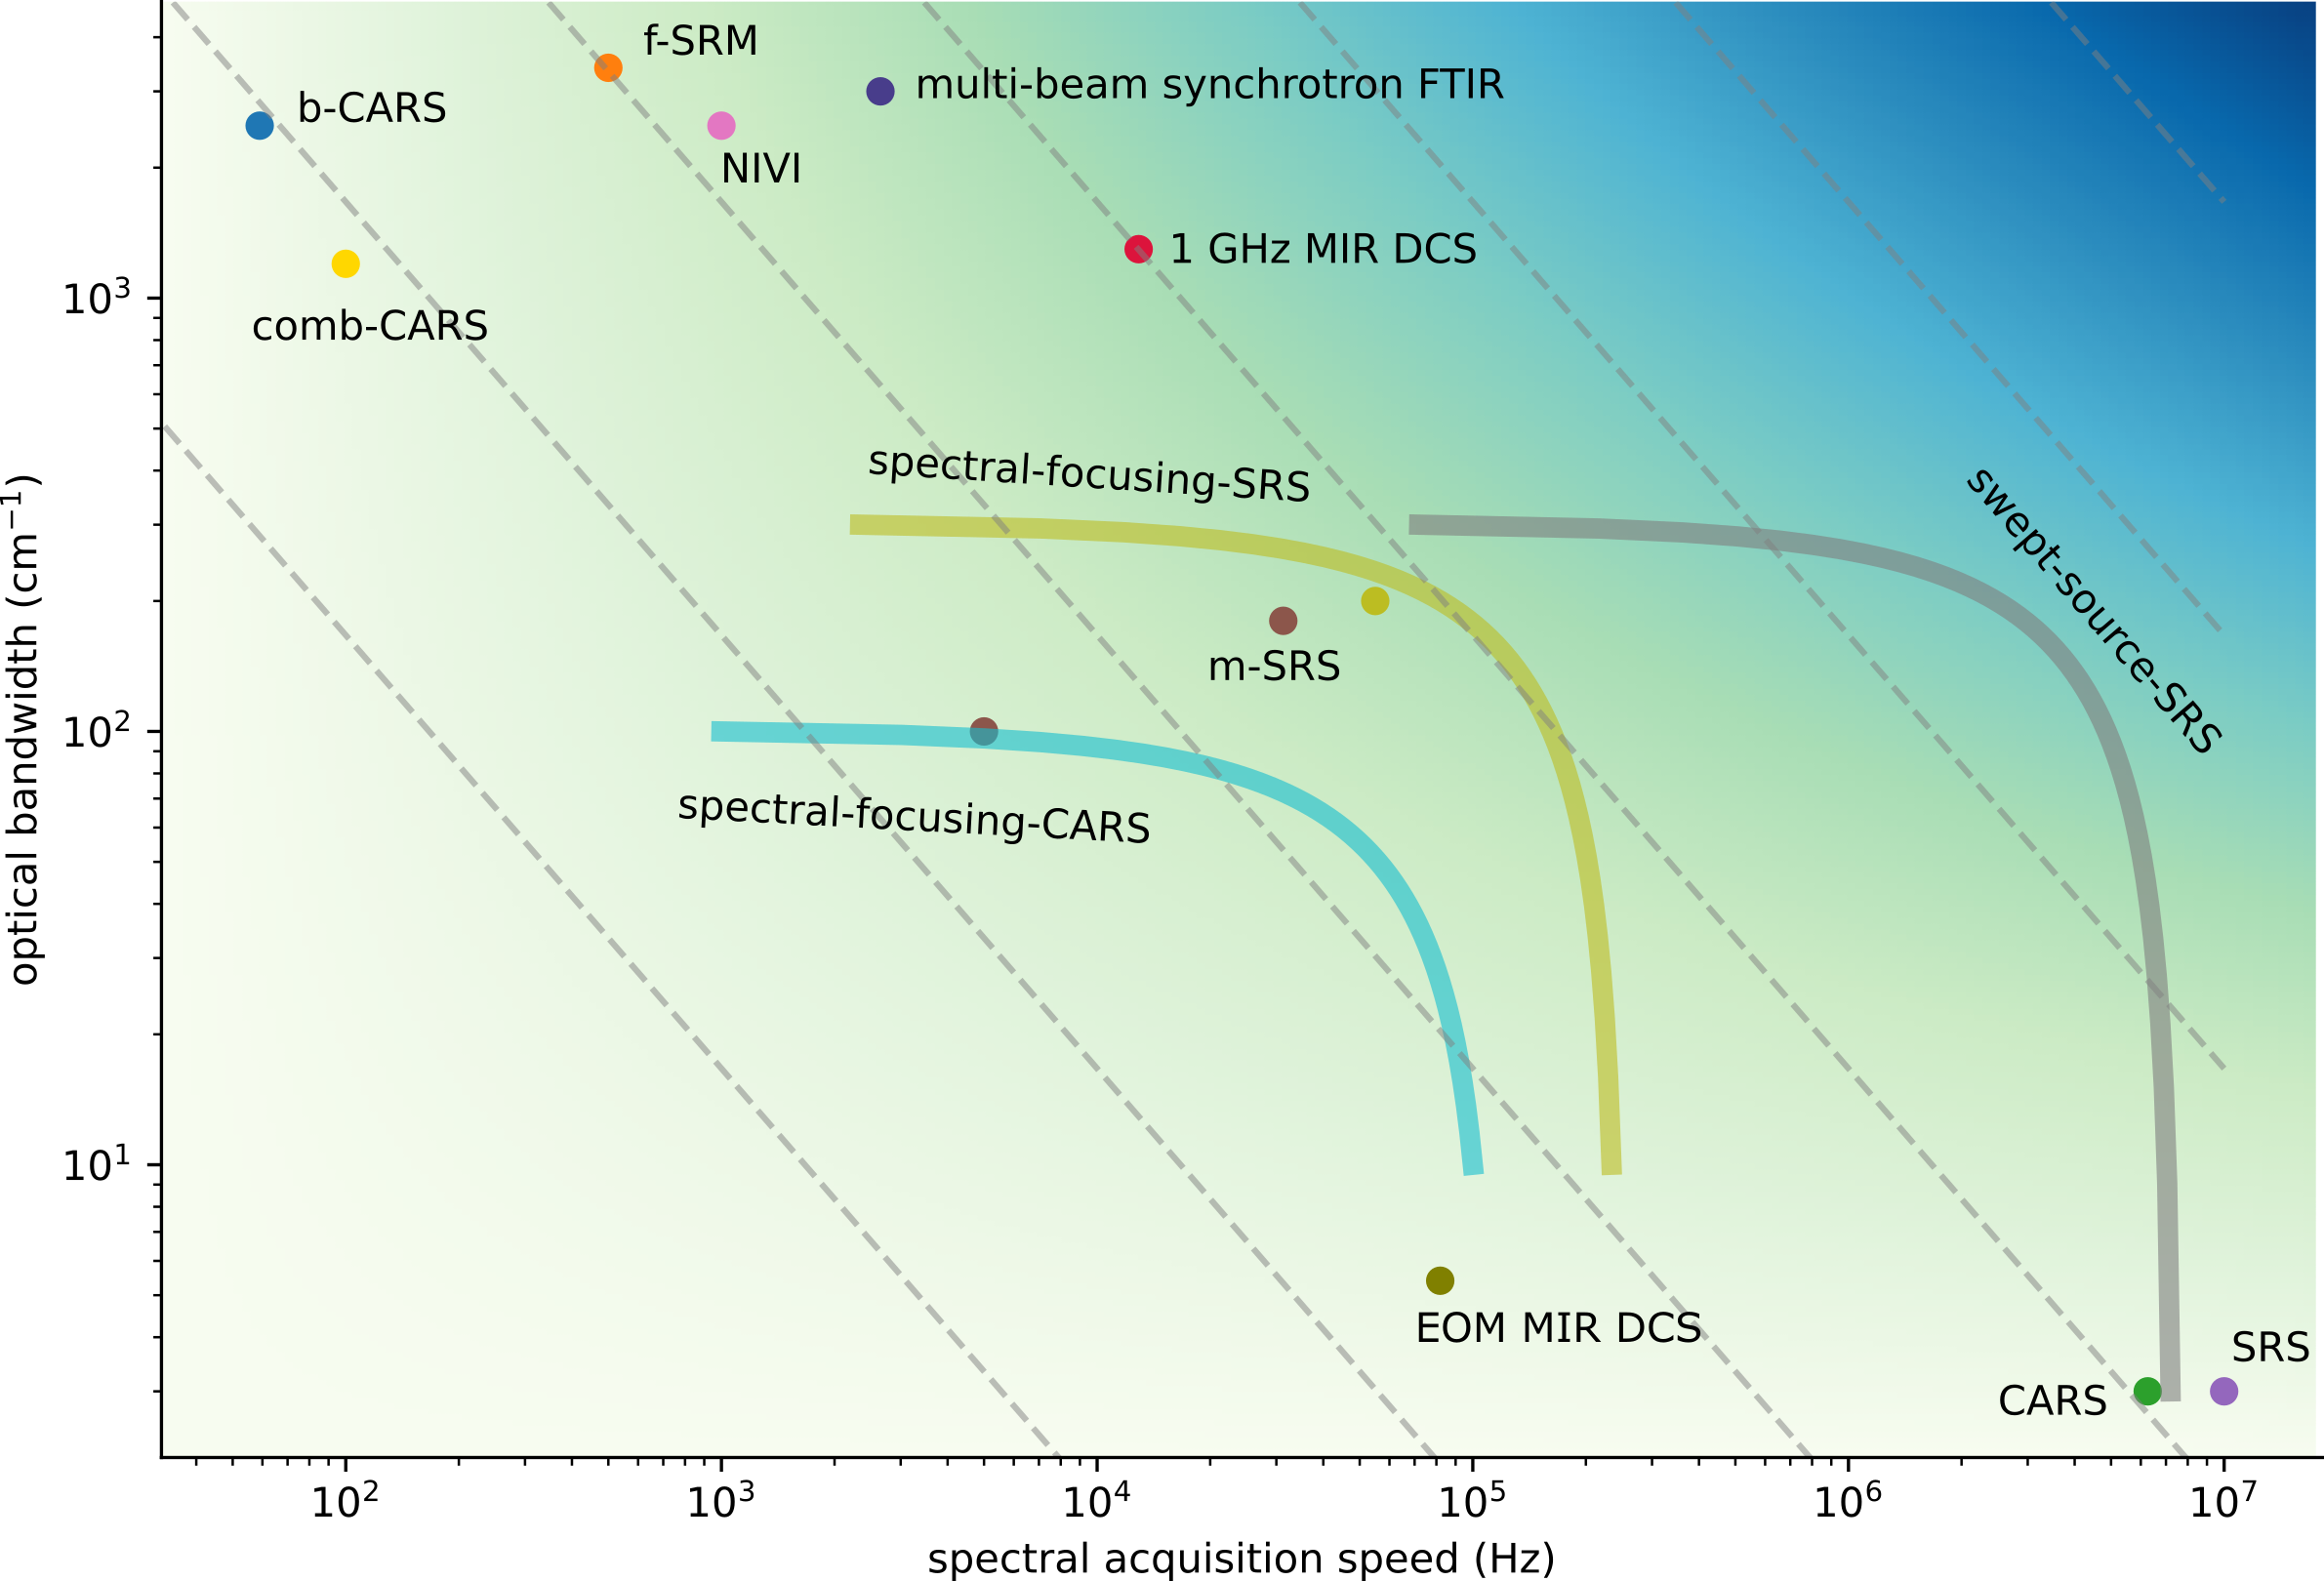 f-SRM
multi-beam synchrotron FTIR
b-CARS
NIVI
1 GHz MIR DCS
10³
comb-CARS
spectral-focusing-SRS
swept-source-SRS
optical bandwidth (cm⁻¹)
m-SRS
10²
spectral-focusing-CARS
10¹
EOM MIR DCS
SRS
CARS
10² 10³ 10⁴ 10⁵ 10⁶ 10⁷
spectral acquisition speed (Hz)